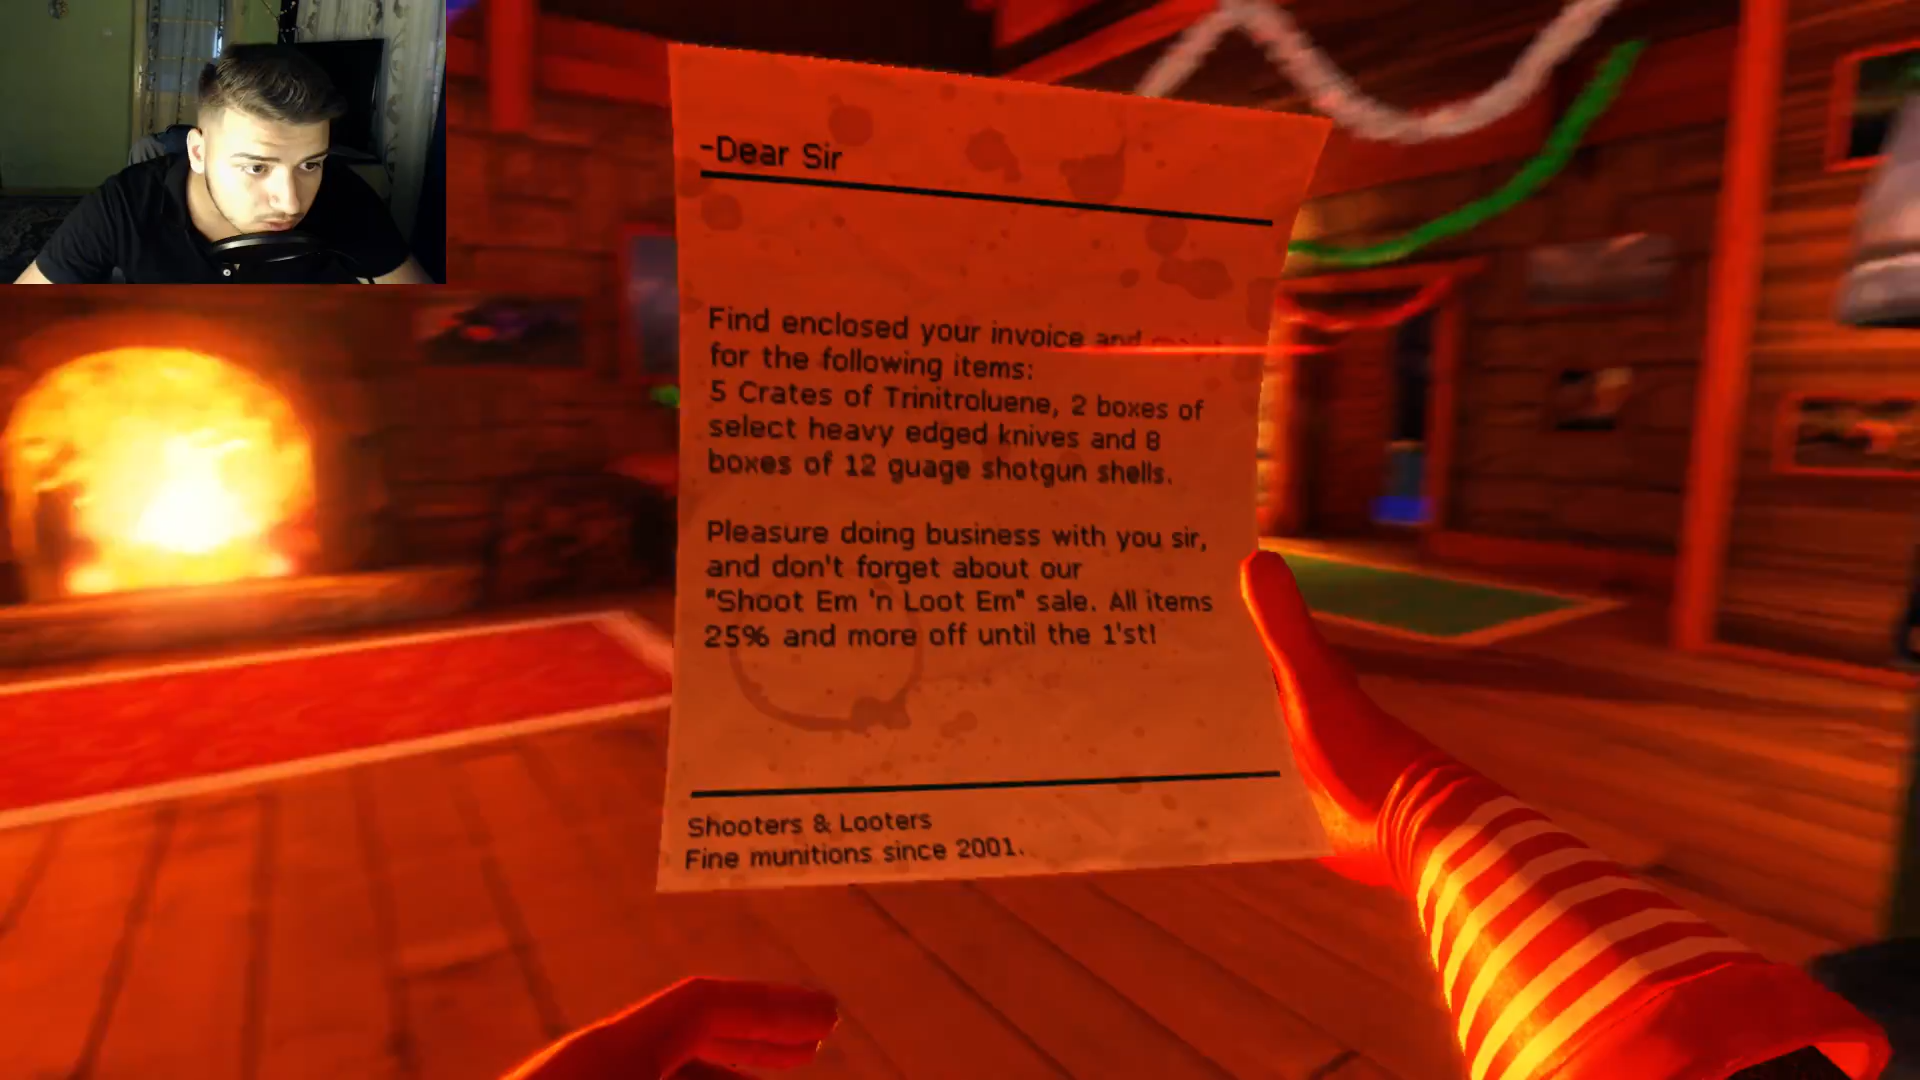 -Dear Sir
Find enclosed your invoice and
for the following items:
5 Crates of Trinitroluene, 2 boxes of
select heavy edged knives and 8
boxes of 12 guage shotgun shells.
Pleasure doing business with you sir,
and don't forget about our
"Shoot Em 'n Loot Em" sale. All items
25% and more off until the 1'st!
Shooters & Looters
Fine munitions since 2001.